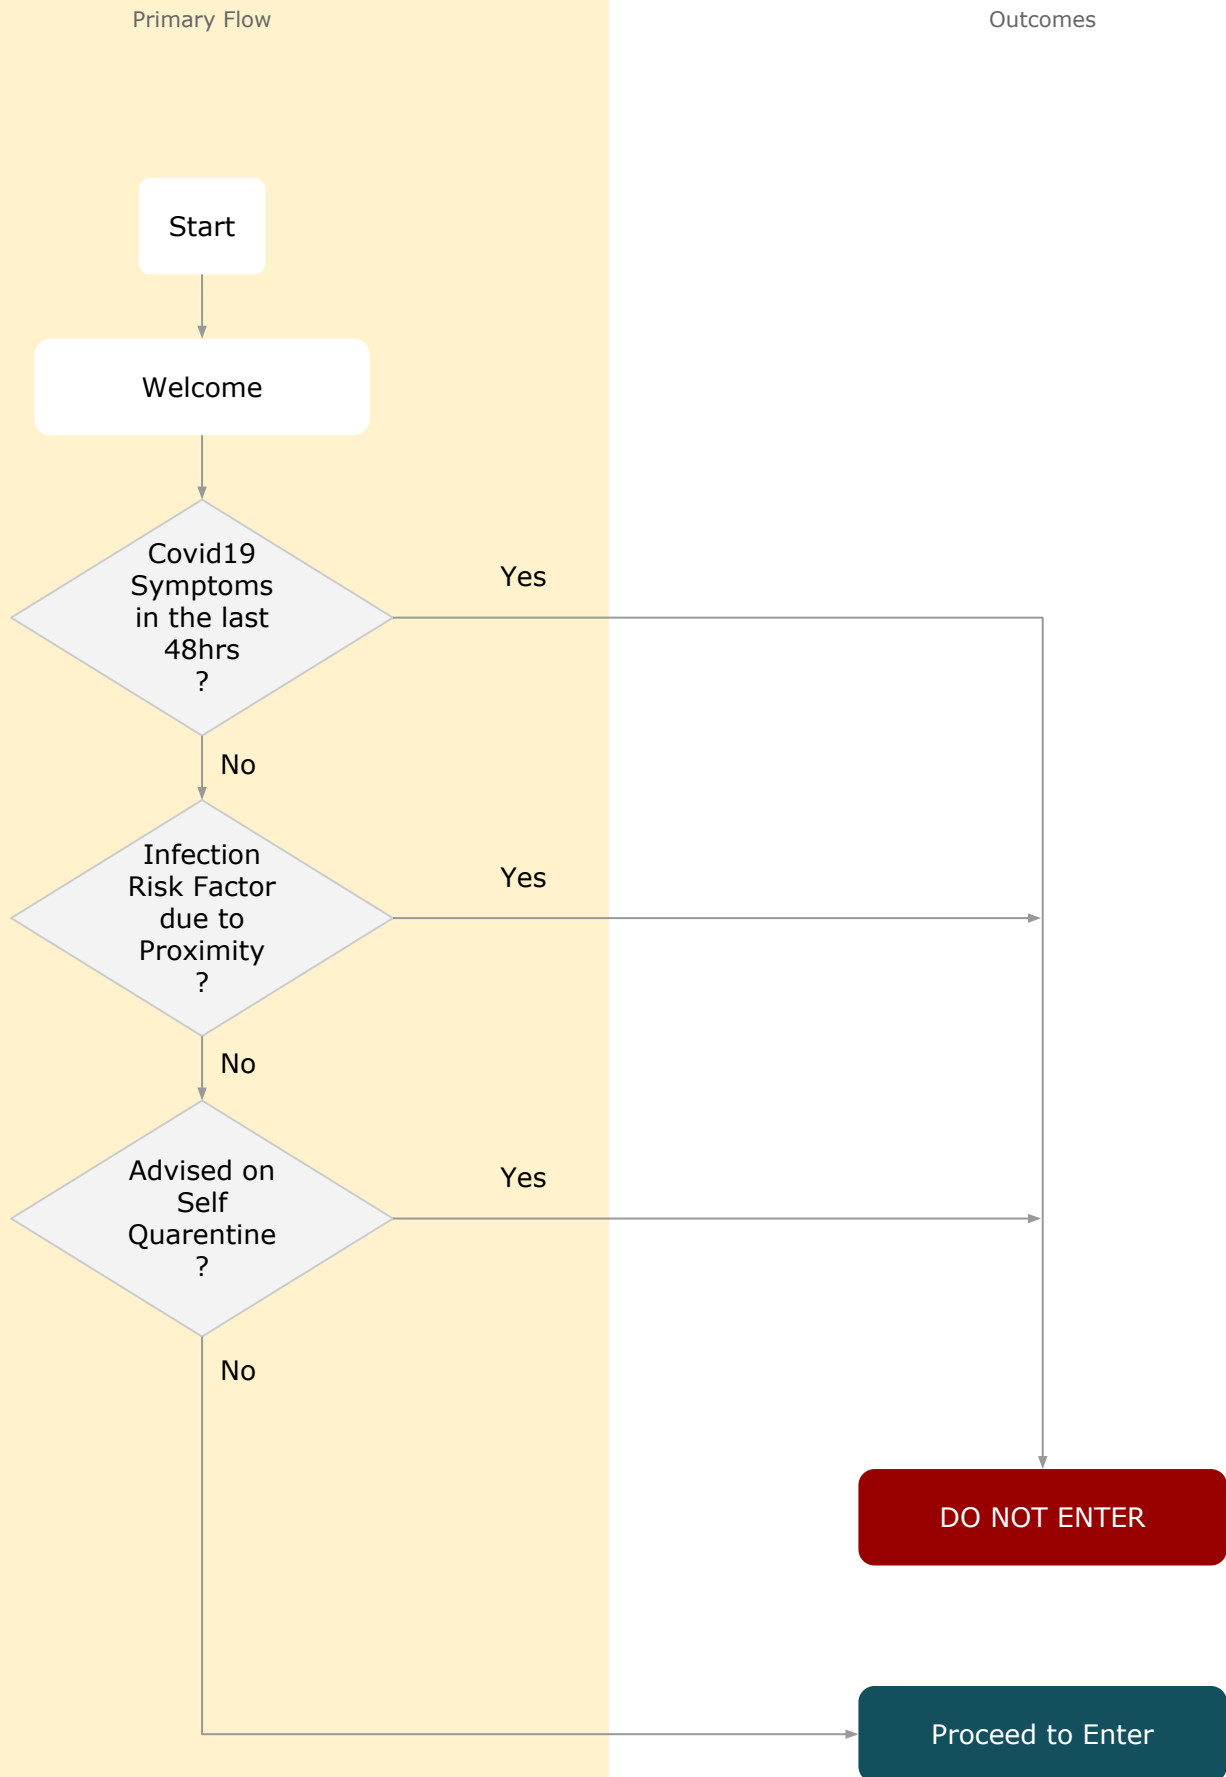 Primary Flow
Outcomes
Start
Welcome
Covid19
Symptoms
in the last
48hrs
?
Yes
No
Infection
Risk Factor
due to
Proximity
?
Yes
No
Advised on
Self
Quarentine
?
Yes
No
DO NOT ENTER
Proceed to Enter